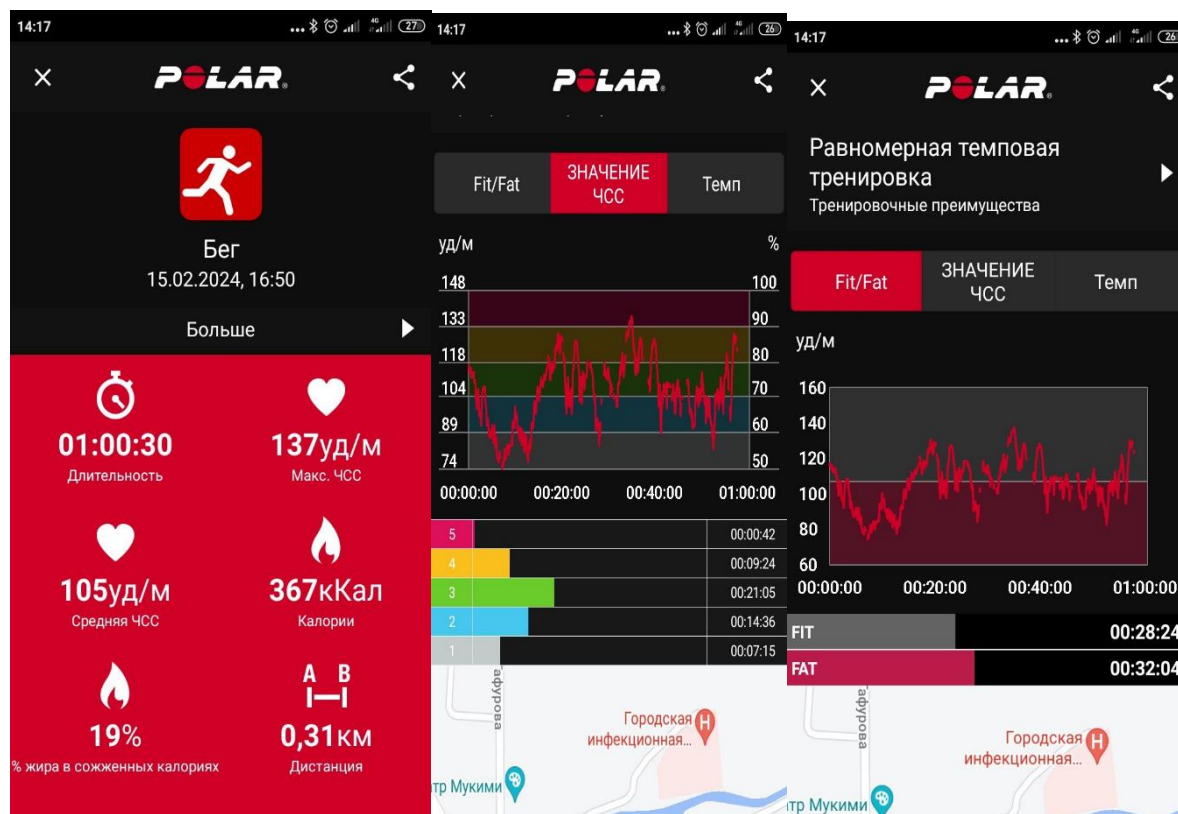 14:17
4G
27
POLAR
Бег
15.02.2024, 16:50
Больше
01:00:30
Длительность
137уд/м
Макс. ЧСС
105уд/м
Средняя ЧСС
367кКал
Калории
19%
% жира в сожженных калориях
A B
0,31км
Дистанция
14:17
4G
26
POLAR
Fit/Fat
ЗНАЧЕНИЕ
ЧСС
Темп
уд/м
%
148
100
133
90
118
80
104
70
89
60
74
50
00:00:00 00:20:00 00:40:00 01:00:00
5 00:00:42
4 00:09:24
3 00:21:05
2 00:14:36
1 00:07:15
афурова
Городская
инфекционная...
H
тр Мукими
14:17
4G
26
POLAR
Равномерная темповая
тренировка
Тренировочные преимущества
Fit/Fat
ЗНАЧЕНИЕ
ЧСС
Темп
уд/м
160
140
120
100
80
60
00:00:00 00:20:00 00:40:00 01:00:00
FIT 00:28:24
FAT 00:32:04
афурова
Городская
инфекционная...
H
тр Мукими